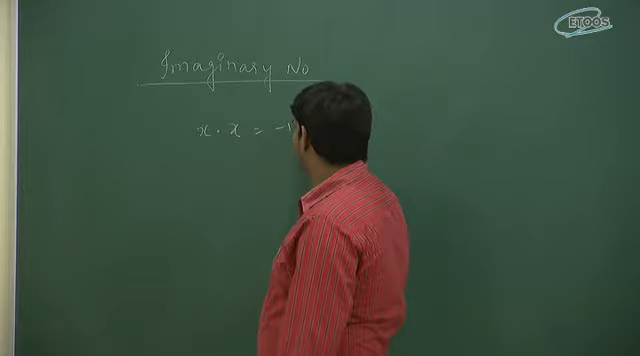 ETOOS
Imaginary No
x . x = -1